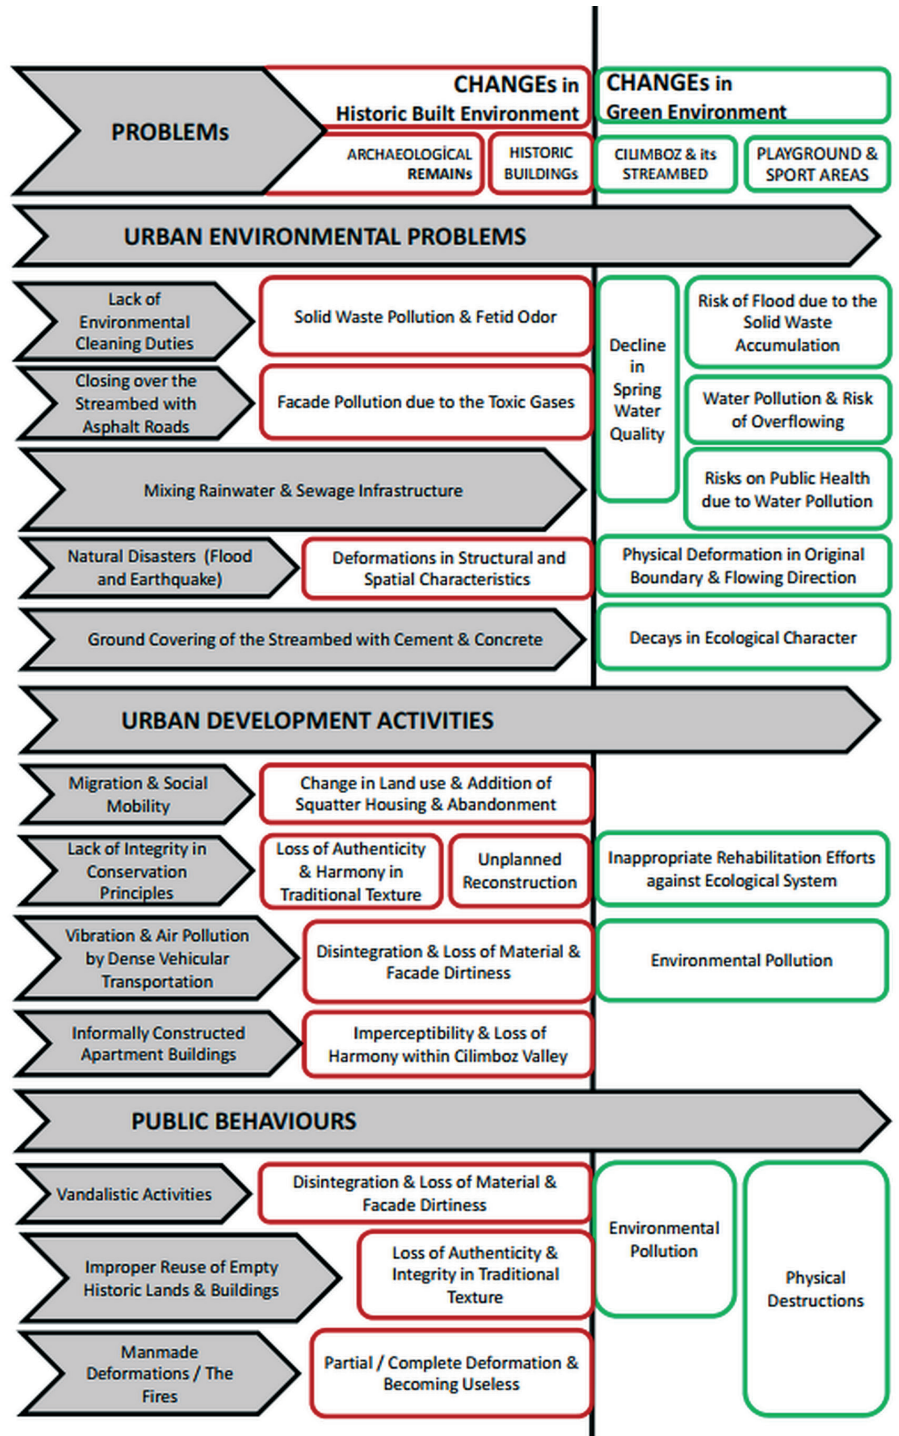 PROBLEMs
CHANGEs in
Historic Built Environment
CHANGEs in
Green Environment
ARCHAEOLOGİCAL
REMAINs
HISTORIC
BUILDINGs
CILIMBOZ & its
STREAMBED
PLAYGROUND &
SPORT AREAS
URBAN ENVIRONMENTAL PROBLEMS
Lack of
Environmental
Cleaning Duties
Solid Waste Pollution & Fetid Odor
Decline
in
Spring
Water
Quality
Risk of Flood due to the
Solid Waste
Accumulation
Closing over the
Streambed with
Asphalt Roads
Facade Pollution due to the Toxic Gases
Water Pollution & Risk
of Overflowing
Mixing Rainwater & Sewage Infrastructure
Risks on Public Health
due to Water Pollution
Natural Disasters (Flood
and Earthquake)
Deformations in Structural and
Spatial Characteristics
Physical Deformation in Original
Boundary & Flowing Direction
Ground Covering of the Streambed with Cement & Concrete
Decays in Ecological Character
URBAN DEVELOPMENT ACTIVITIES
Migration & Social
Mobility
Change in Land use & Addition of
Squatter Housing & Abandonment
Lack of Integrity in
Conservation
Principles
Loss of Authenticity
& Harmony in
Traditional Texture
Unplanned
Reconstruction
Inappropriate Rehabilitation Efforts
against Ecological System
Vibration & Air Pollution
by Dense Vehicular
Transportation
Disintegration & Loss of Material &
Facade Dirtiness
Environmental Pollution
Informally Constructed
Apartment Buildings
Imperceptibility & Loss of
Harmony within Cilimboz Valley
PUBLIC BEHAVIOURS
Vandalistic Activities
Disintegration & Loss of Material &
Facade Dirtiness
Environmental
Pollution
Physical
Destructions
Improper Reuse of Empty
Historic Lands & Buildings
Loss of Authenticity &
Integrity in Traditional
Texture
Manmade
Deformations / The
Fires
Partial / Complete Deformation &
Becoming Useless